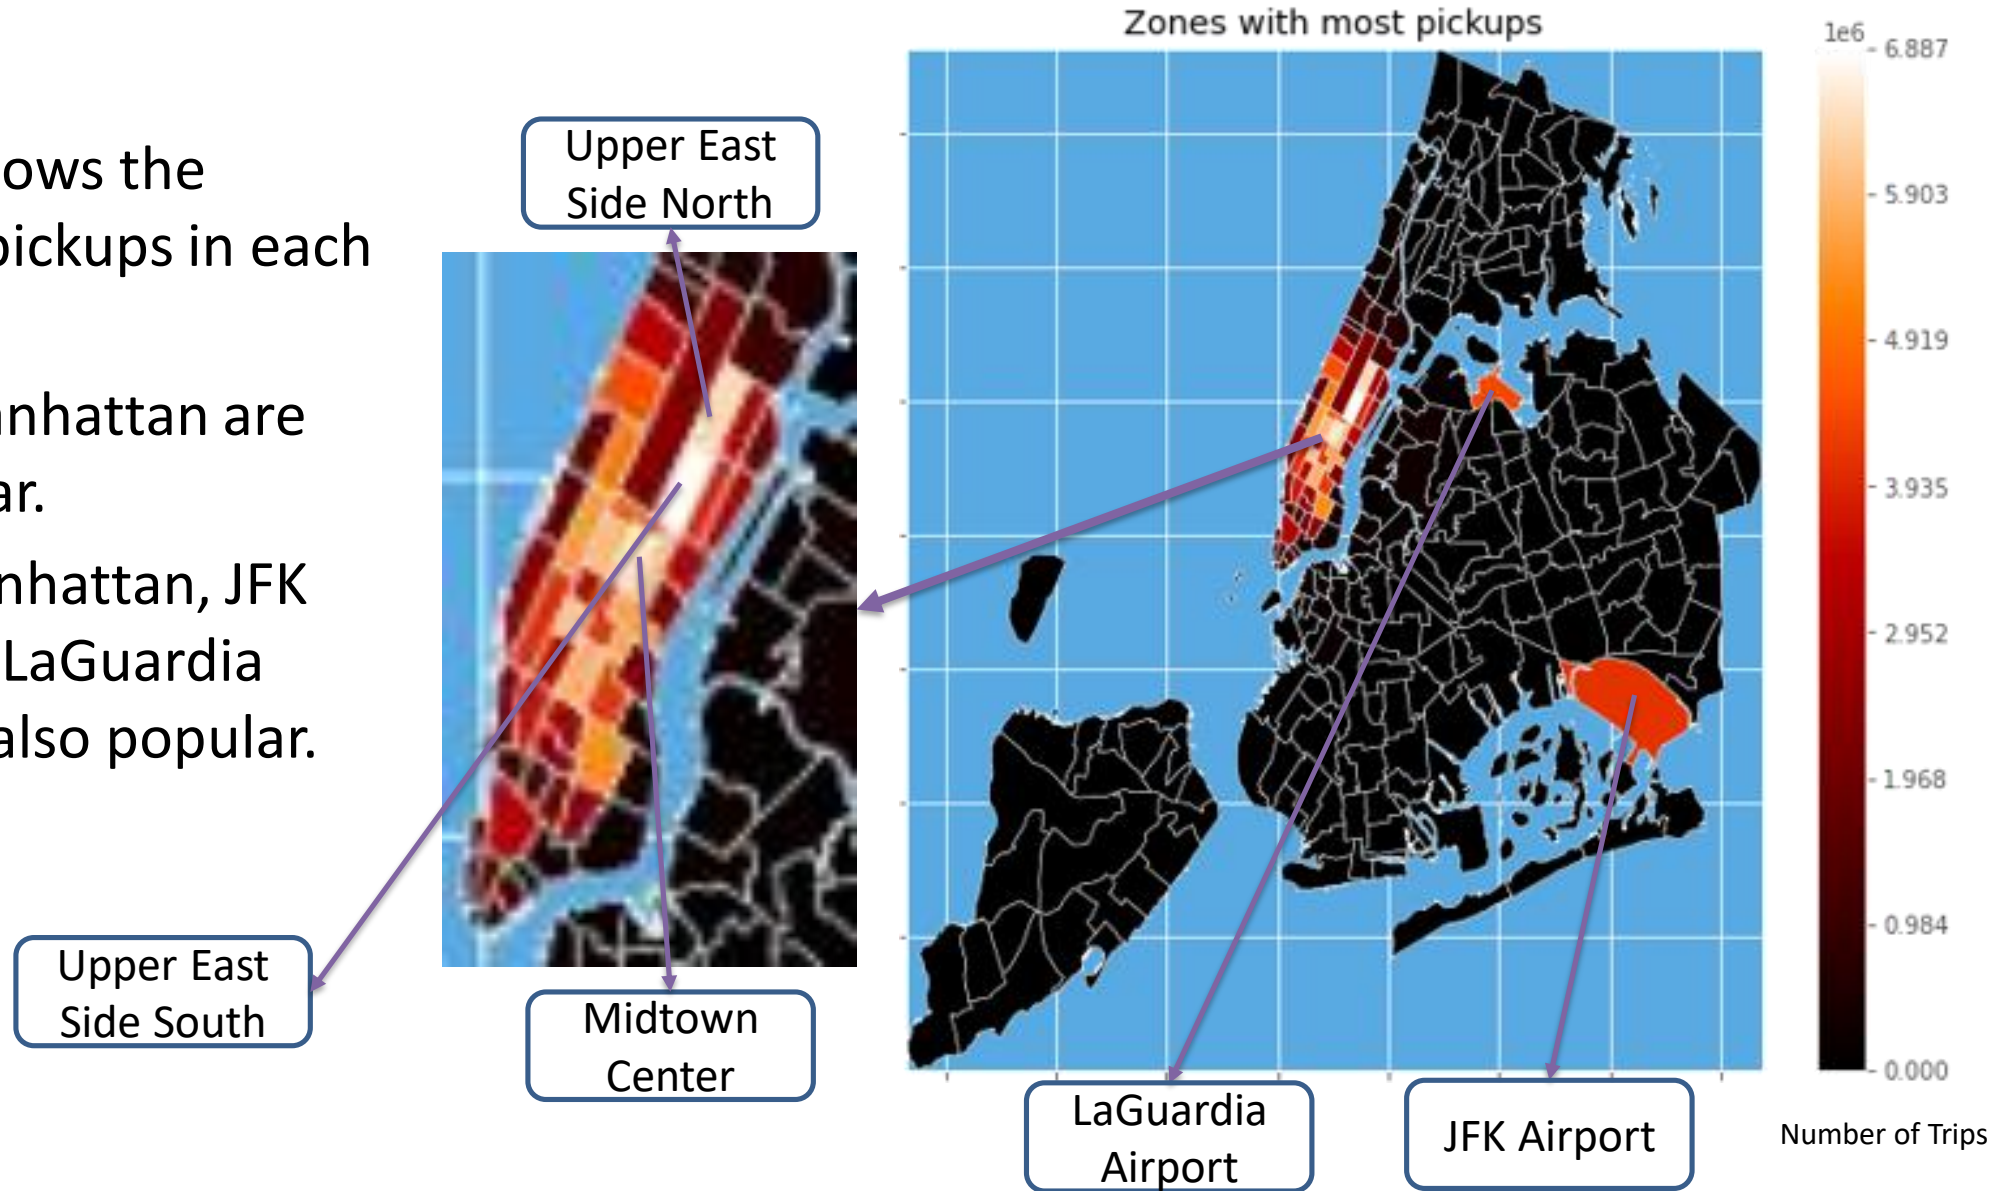 ows the
pickups in each
anhattan are
ar.
nhattan, JFK
LaGuardia
also popular.
Upper East
Side North
Upper East
Side South
Midtown
Center
Zones with most pickups
1e6
6.887
5.903
4.919
3.935
2.952
1.968
0.984
0.000
LaGuardia
Airport
JFK Airport
Number of Trips